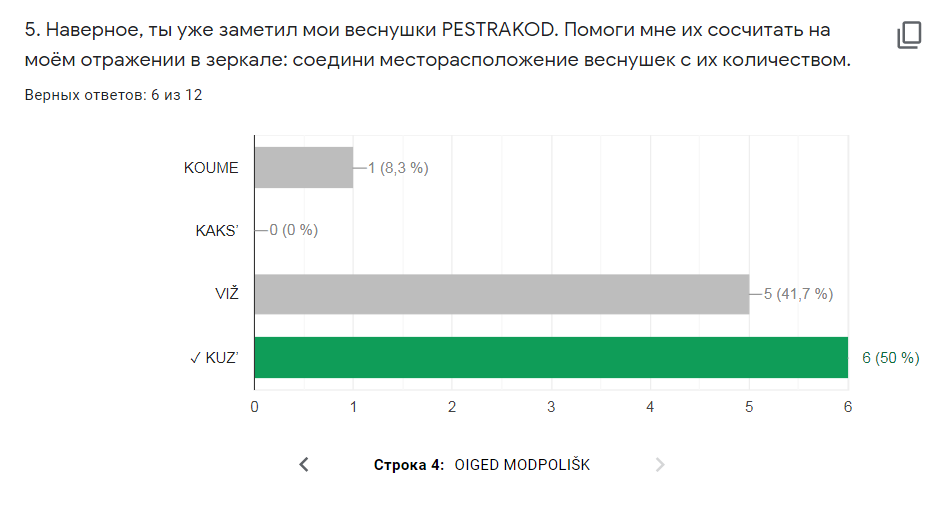 5. Наверное, ты уже заметил мои веснушки PESTRAKOD. Помоги мне их сосчитать на
моём отражении в зеркале: соедини месторасположение веснушек с их количеством.
Верных ответов: 6 из 12
KOUME 1 (8,3 %)
KAKS’ 0 (0 %)
VIŽ 5 (41,7 %)
✓ KUZ’ 6 (50 %)
0 1 2 3 4 5 6
Строка 4: OIGED MODPOLIŠK